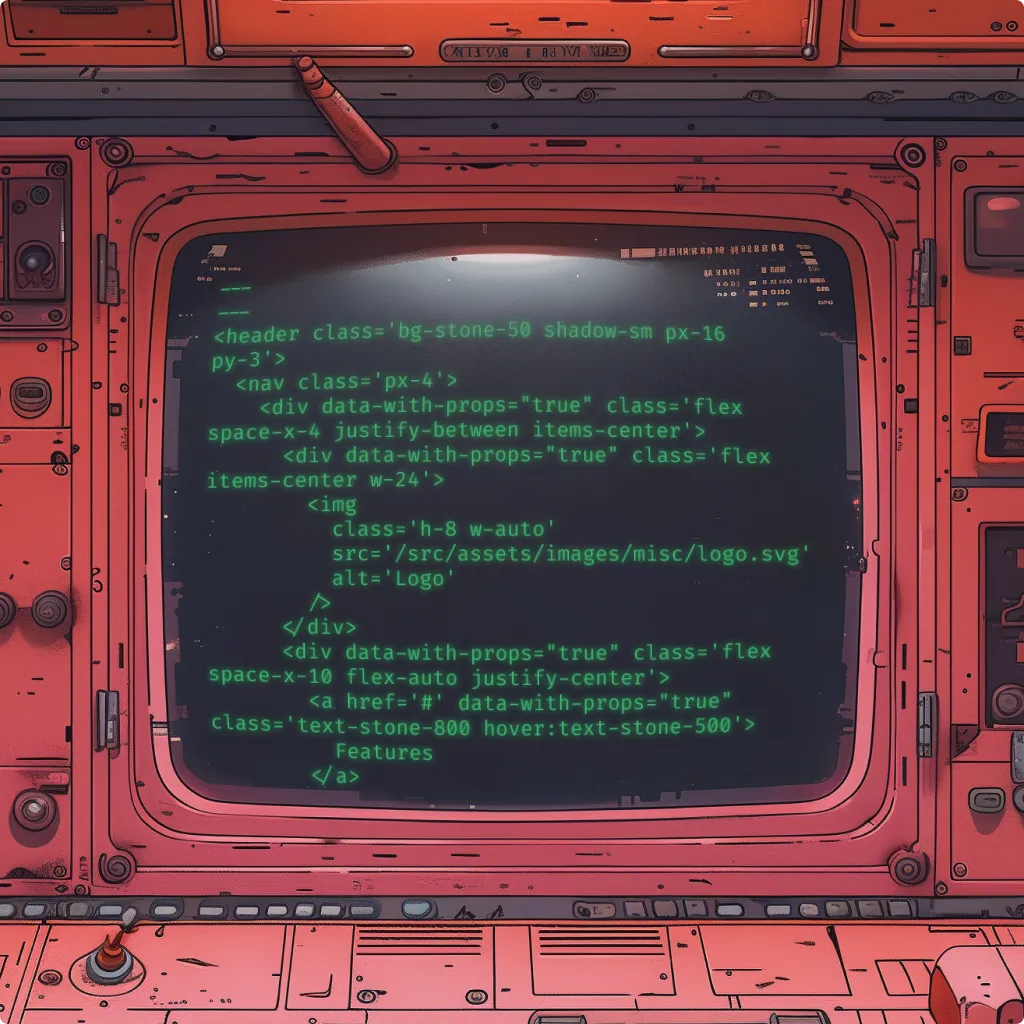 ---
---
<header class='bg-stone-50 shadow-sm px-16
py-3'>
  <nav class='px-4'>
    <div data-with-props="true" class='flex
space-x-4 justify-between items-center'>
      <div data-with-props="true" class='flex
items-center w-24'>
        <img
          class='h-8 w-auto'
          src='/src/assets/images/misc/logo.svg'
          alt='Logo'
        />
      </div>
      <div data-with-props="true" class='flex
space-x-10 flex-auto justify-center'>
        <a href='#' data-with-props="true"
class='text-stone-800 hover:text-stone-500'>
          Features
        </a>